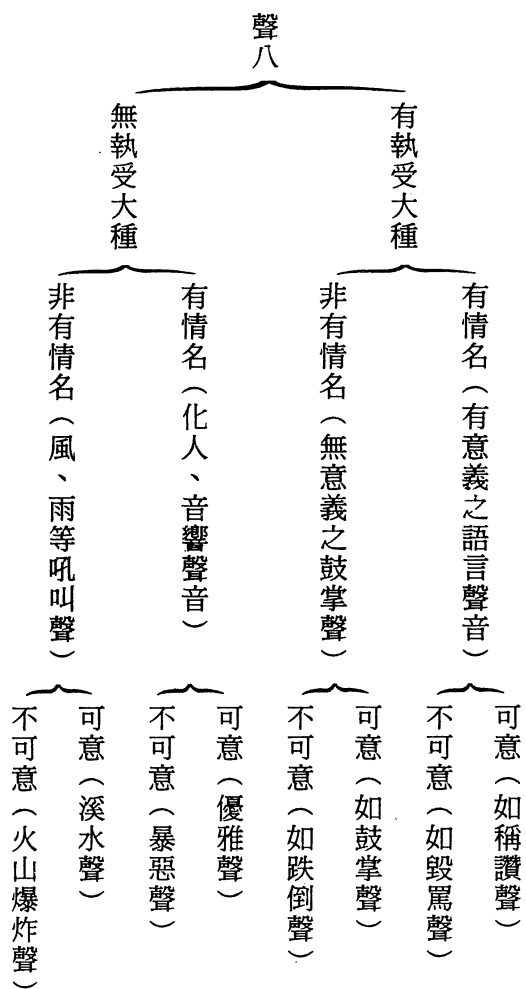 聲八
有執受大種
無執受大種
有情名（有意義之語言聲音）
非有情名（無意義之鼓掌聲）
有情名（化人、音響聲音）
非有情名（風、雨等吼叫聲）
可意（如稱讚聲）
不可意（如毀罵聲）
可意（如鼓掌聲）
不可意（如跌倒聲）
可意（優雅聲）
不可意（暴惡聲）
可意（溪水聲）
不可意（火山爆炸聲）